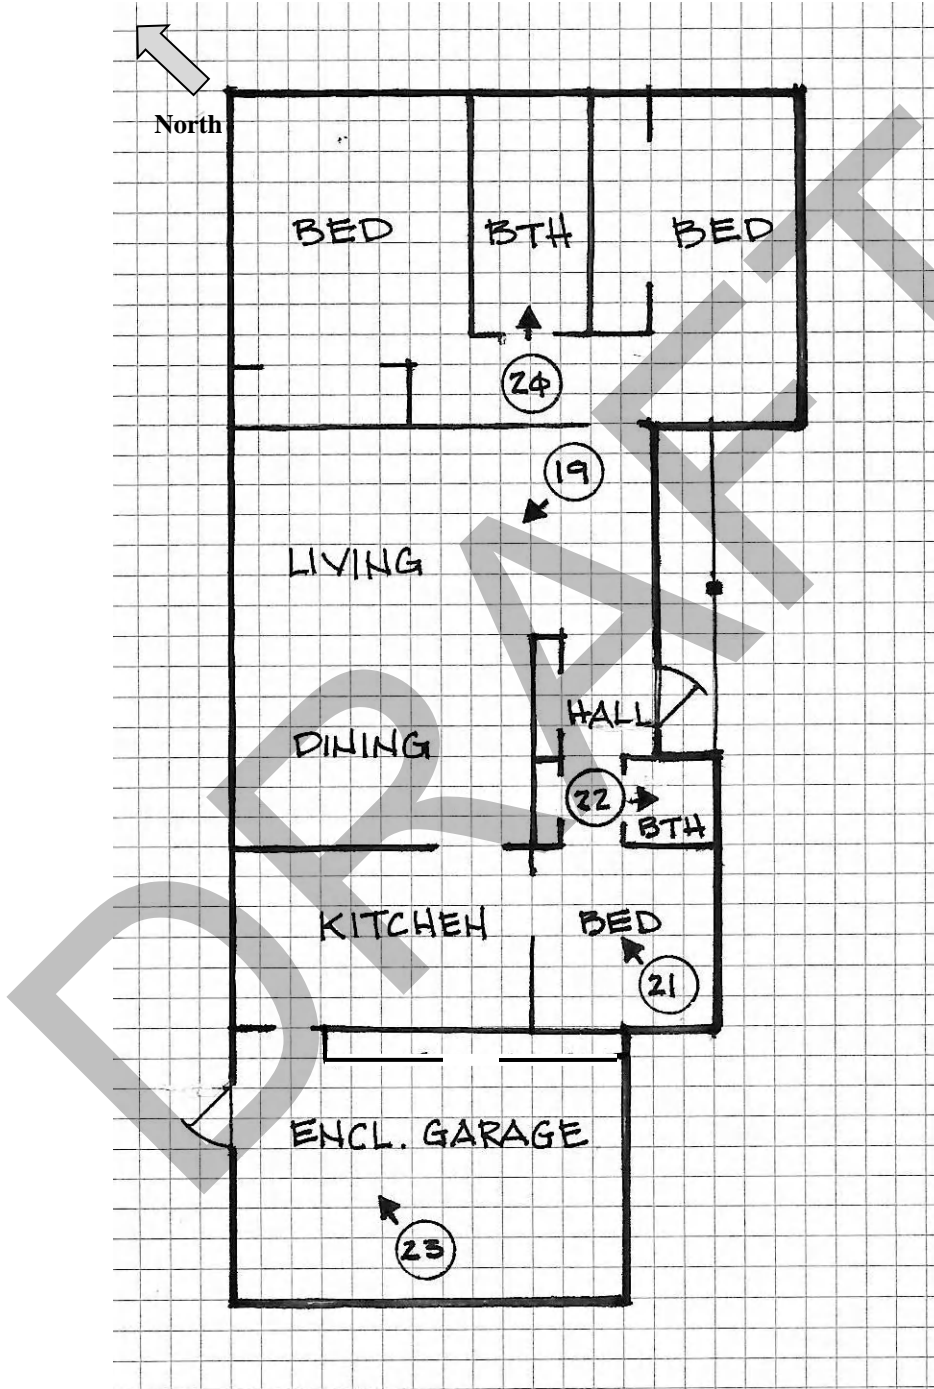 North
BED
BTH
BED
24
19
LIVING
HALL
DINING
22
BTH
KITCHEN
BED
21
ENCL. GARAGE
23
DRAFT